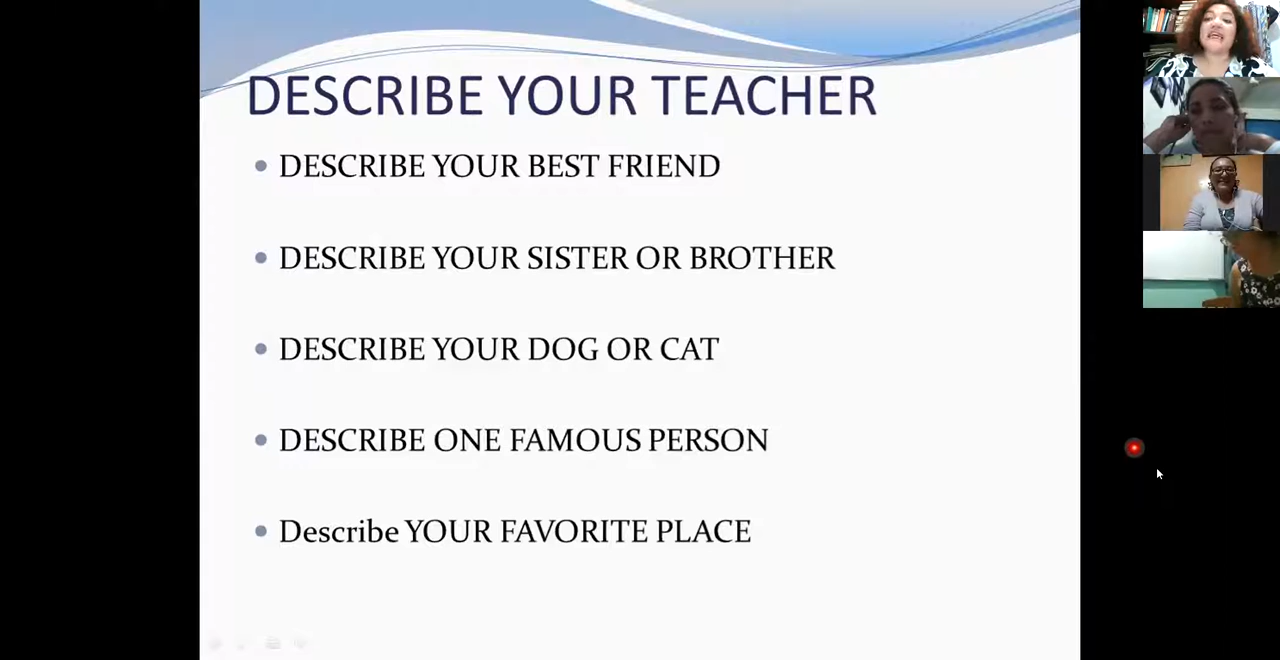 DESCRIBE YOUR TEACHER
DESCRIBE YOUR BEST FRIEND
DESCRIBE YOUR SISTER OR BROTHER
DESCRIBE YOUR DOG OR CAT
DESCRIBE ONE FAMOUS PERSON
Describe YOUR FAVORITE PLACE